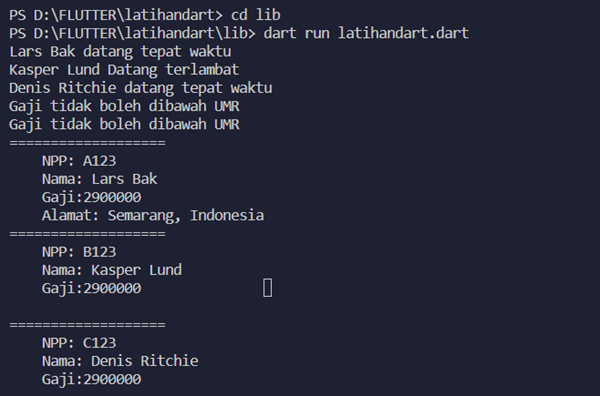 PS D:\FLUTTER\latihandart> cd lib
PS D:\FLUTTER\latihandart\lib> dart run latihandart.dart
Lars Bak datang tepat waktu
Kasper Lund Datang terlambat
Denis Ritchie datang tepat waktu
Gaji tidak boleh dibawah UMR
Gaji tidak boleh dibawah UMR
===================
    NPP: A123
    Nama: Lars Bak
    Gaji:2900000
    Alamat: Semarang, Indonesia
===================
    NPP: B123
    Nama: Kasper Lund
    Gaji:2900000
===================
    NPP: C123
    Nama: Denis Ritchie
    Gaji:2900000